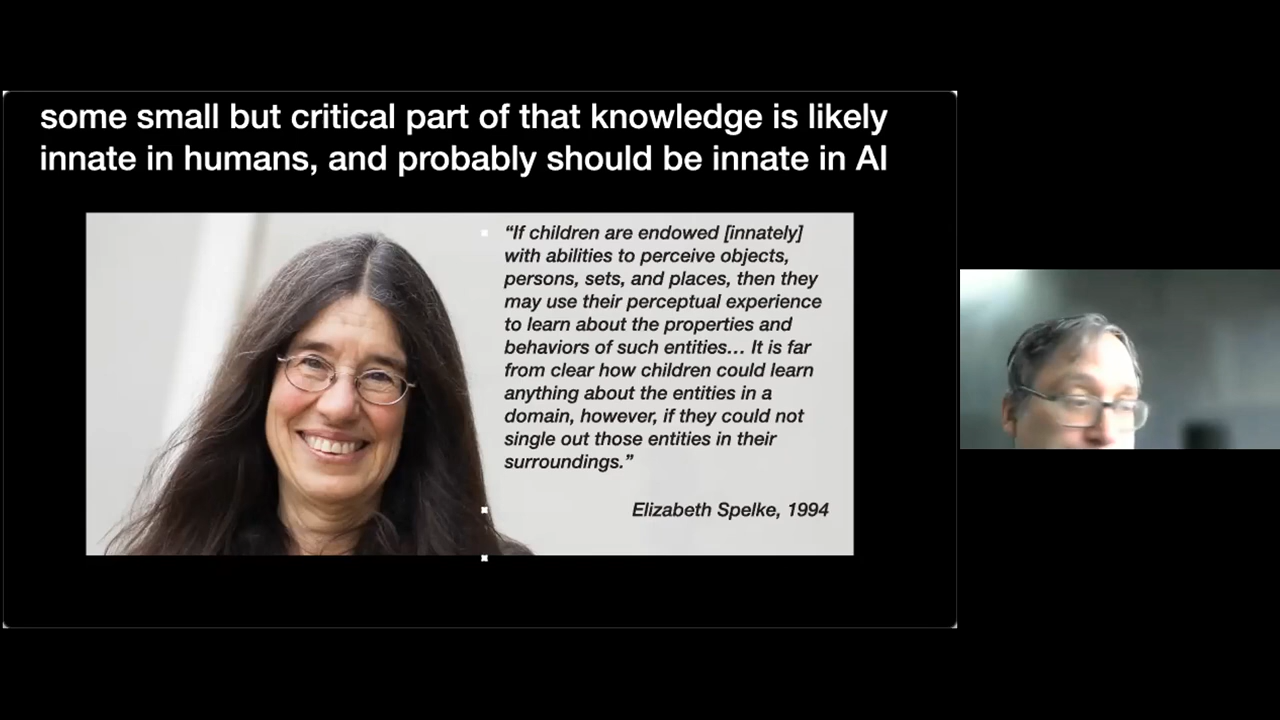 some small but critical part of that knowledge is likely
innate in humans, and probably should be innate in AI
“If children are endowed [innately]
with abilities to perceive objects,
persons, sets, and places, then they
may use their perceptual experience
to learn about the properties and
behaviors of such entities… It is far
from clear how children could learn
anything about the entities in a
domain, however, if they could not
single out those entities in their
surroundings.”
Elizabeth Spelke, 1994